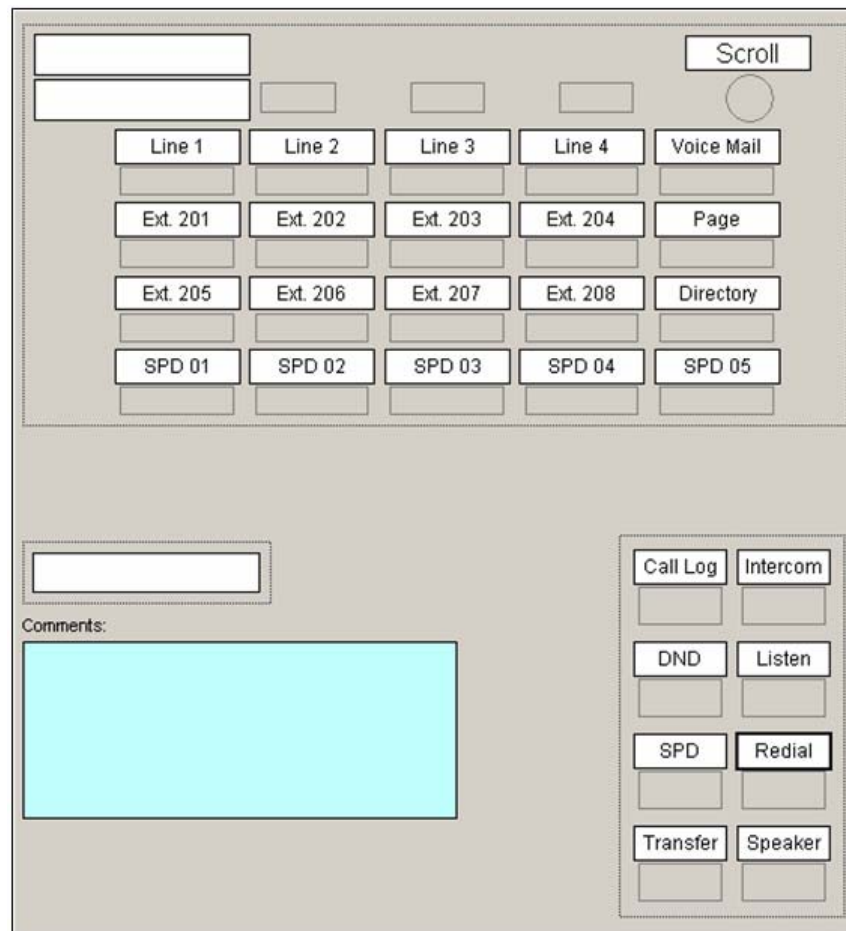 Scroll
Line 1 Line 2 Line 3 Line 4 Voice Mail
Ext. 201 Ext. 202 Ext. 203 Ext. 204 Page
Ext. 205 Ext. 206 Ext. 207 Ext. 208 Directory
SPD 01 SPD 02 SPD 03 SPD 04 SPD 05
Call Log Intercom
Comments:
DND Listen
SPD Redial
Transfer Speaker